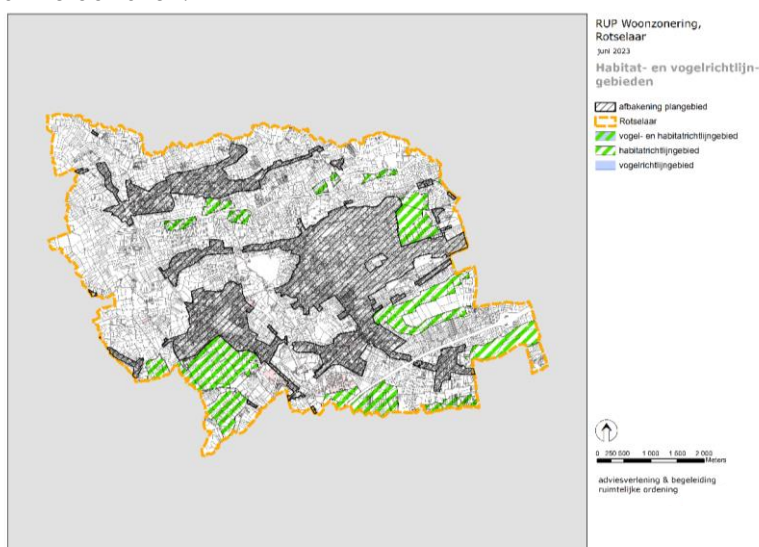 RUP Woonzonering,
Rotselaar
juni 2023
Habitat- en vogelrichtlijn-
gebieden
afbakening plangebied
Rotselaar
vogel- en habitatrichtlijngebied
habitatrichtlijngebied
vogelrichtlijngebied
0 250 500 1 000 1 500 2 000
Meters
adviesverlening & begeleiding
ruimtelijke ordening